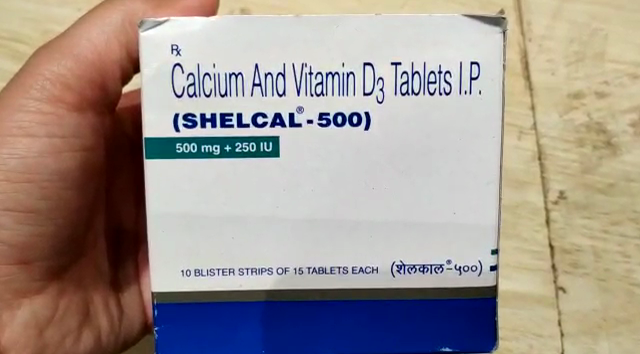 Rx
Calcium And Vitamin D3 Tablets I.P.
(SHELCAL®-500)
500 mg + 250 IU
10 BLISTER STRIPS OF 15 TABLETS EACH (शेलकाल®-५००)